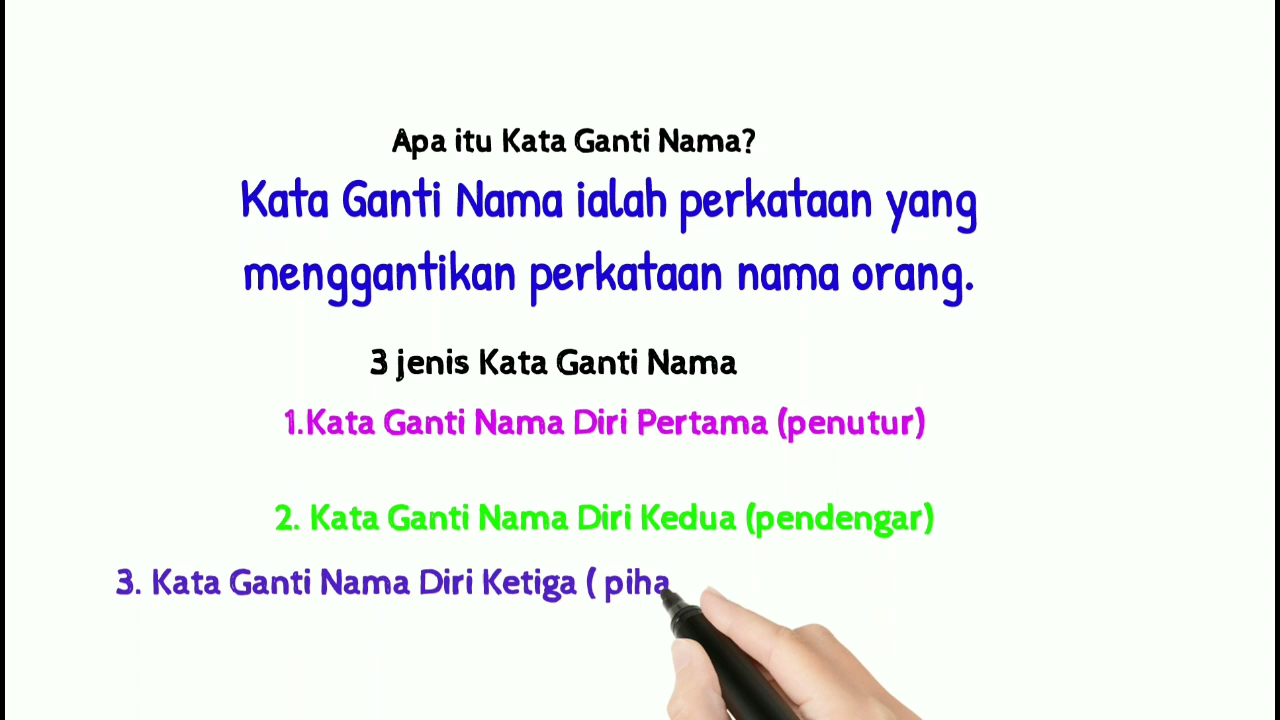 Apa itu Kata Ganti Nama?
Kata Ganti Nama ialah perkataan yang
menggantikan perkataan nama orang.
3 jenis Kata Ganti Nama
1.Kata Ganti Nama Diri Pertama (penutur)
2. Kata Ganti Nama Diri Kedua (pendengar)
3. Kata Ganti Nama Diri Ketiga ( piha